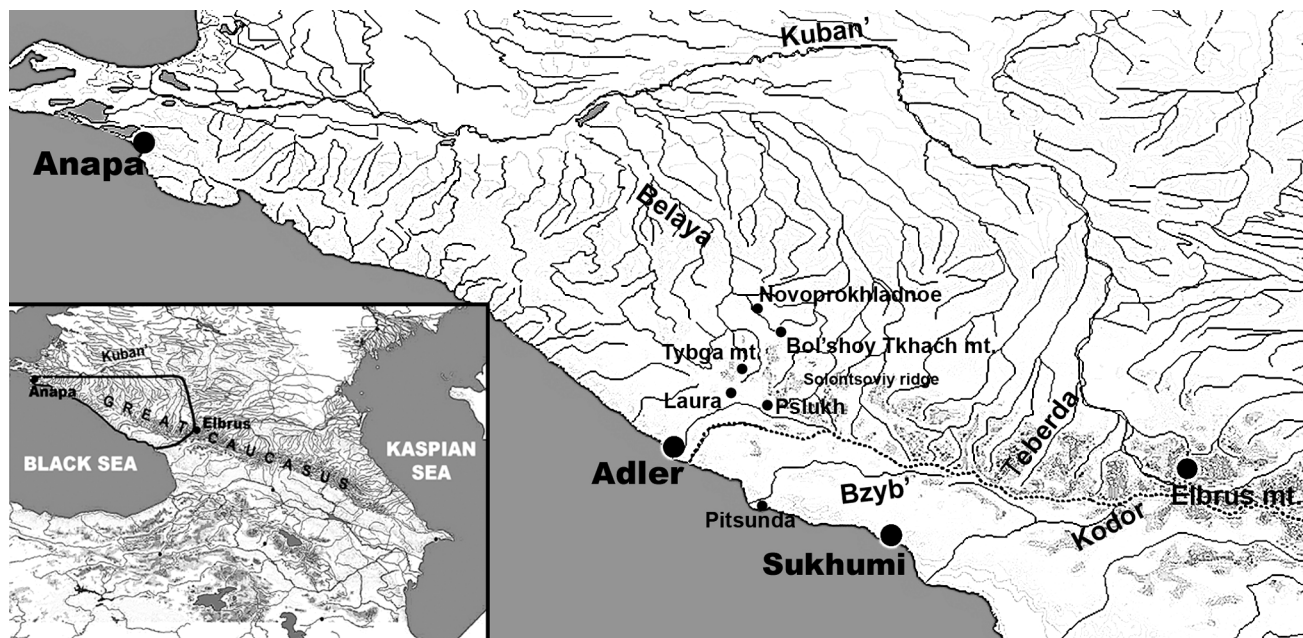 Kuban'
Anapa
Belaya
Novoprokhladnoe
Bol'shoy Tkhach mt.
Tybga mt.
Solontsoviy ridge
Laura
Pslukh
Teberda
Adler
Bzyb'
Elbrus mt.
Pitsunda
Kodor
Sukhumi
Kuban'
Anapa
GREAT CAUCASUS
Elbrus
BLACK SEA
KASPIAN
SEA